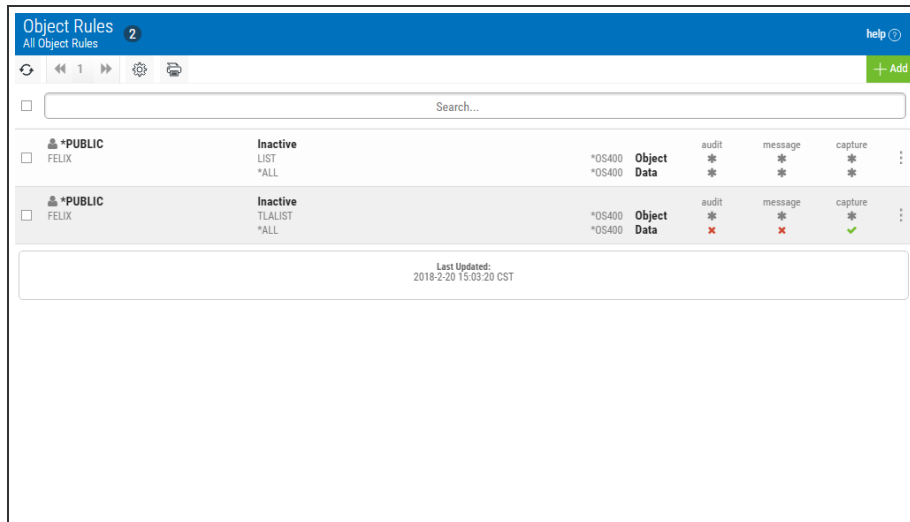 Object Rules 2
All Object Rules
help ?
1
+ Add
Search...
*PUBLIC Inactive audit message capture
FELIX LIST *OS400 Object * * *
*ALL *OS400 Data * * *
*PUBLIC Inactive audit message capture
FELIX TLALIST *OS400 Object * * *
*ALL *OS400 Data
Last Updated:
2018-2-20 15:03:20 CST